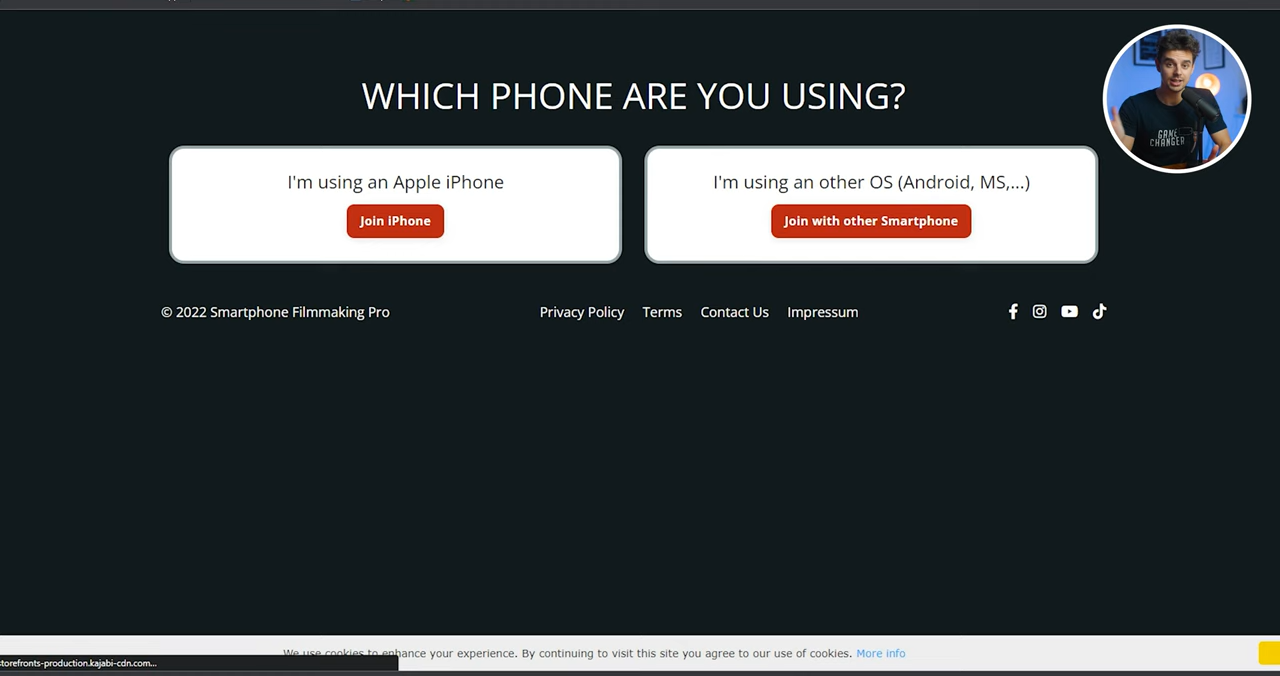 WHICH PHONE ARE YOU USING?
I'm using an Apple iPhone
Join iPhone
I'm using an other OS (Android, MS,...)
Join with other Smartphone
GAME
CHANGER
© 2022 Smartphone Filmmaking Pro
Privacy Policy
Terms
Contact Us
Impressum
We use cookies to enhance your experience. By continuing to visit this site you agree to our use of cookies. More info
storefronts-production.kajabi-cdn.com...